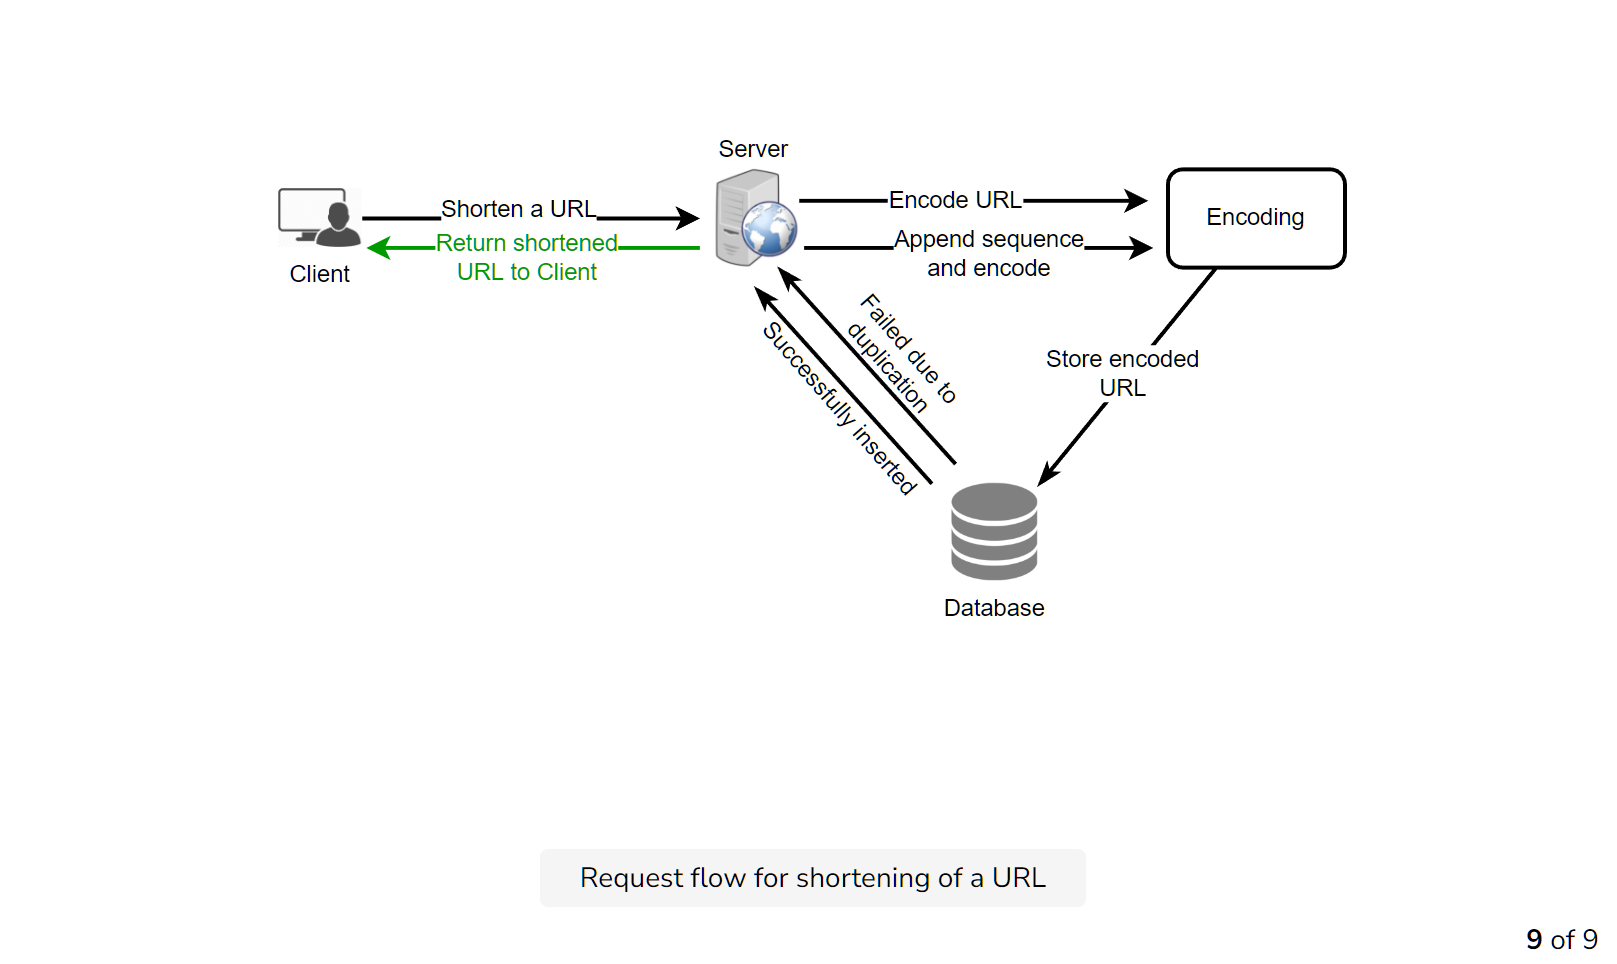 Server
Shorten a URL
Return shortened
URL to Client
Client
Encode URL
Append sequence
and encode
Encoding
Failed due to
duplication
Successfully inserted
Store encoded
URL
Database
Request flow for shortening of a URL
9 of 9